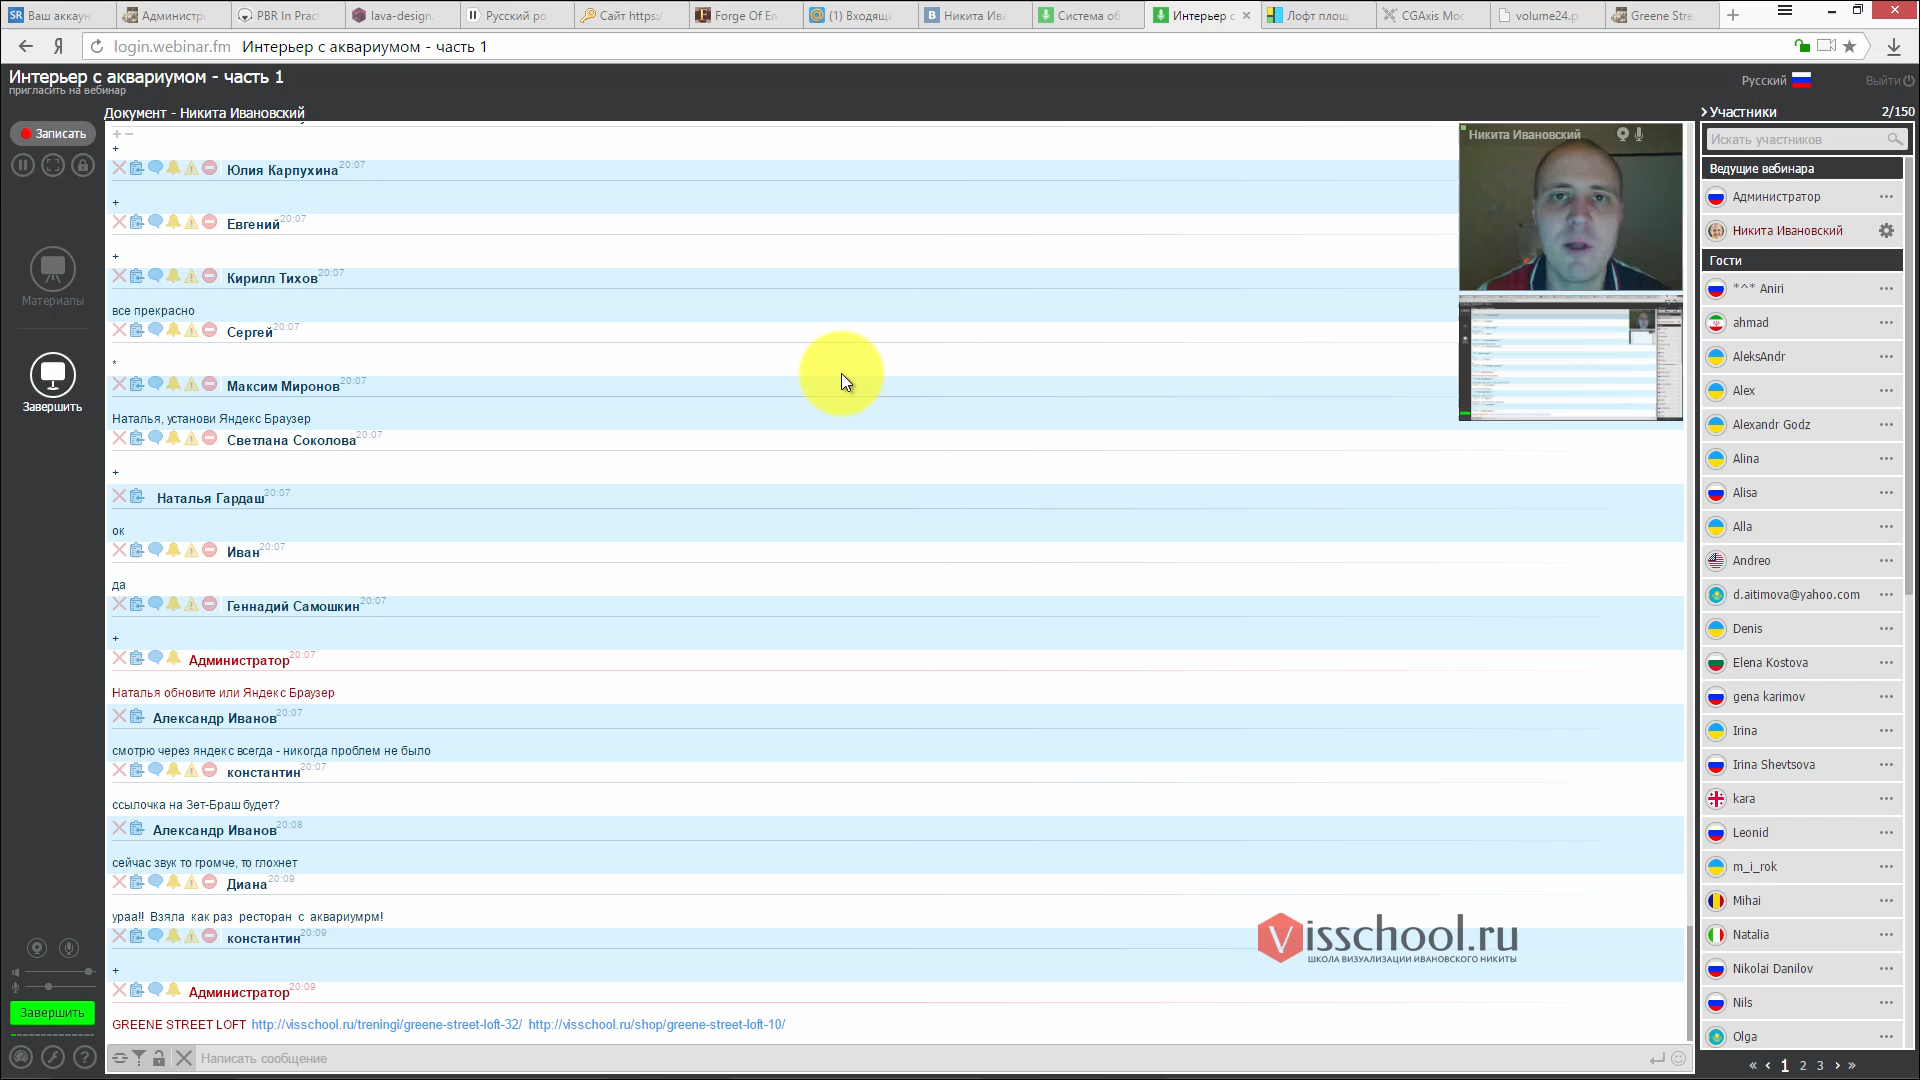 Ваш аккаун
Администра
PBR In Pract
lava-design.
Русский ро
Сайт https:/
Forge Of Em
(1) Входящи
Никита Ива
Система об
Интерьер с
Лофт площ
CGAxis Mod
volume24.p
Greene Stre
login.webinar.fm Интерьер с аквариумом - часть 1
Интерьер с аквариумом - часть 1
пригласить на вебинар
Русский
Выйти
Документ - Никита Ивановский
Участники 2/150
Записать
Материалы
Завершить
Завершить
+
Юлия Карпухина 20:07
+
Евгений 20:07
+
Кирилл Тихов 20:07
все прекрасно
Сергей 20:07
*
Максим Миронов 20:07
Наталья, установи Яндекс Браузер
Светлана Соколова 20:07
+
Наталья Гардаш 20:07
ок
Иван 20:07
да
Геннадий Самошкин 20:07
+
Администратор 20:07
Наталья обновите или Яндекс Браузер
Александр Иванов 20:07
смотрю через яндекс всегда - никогда проблем не было
константин 20:07
ссылочка на Зет-Браш будет?
Александр Иванов 20:08
сейчас звук то громче, то глохнет
Диана 20:09
ураа!! Взяла как раз ресторан с аквариумрм!
константин 20:09
+
Администратор 20:09
GREENE STREET LOFT http://visschool.ru/treningi/greene-street-loft-32/ http://visschool.ru/shop/greene-street-loft-10/
Написать сообщение
Никита Ивановский
Visschool.ru
ШКОЛА ВИЗУАЛИЗАЦИИ ИВАНОВСКОГО НИКИТЫ
Искать участников
Ведущие вебинара
Администратор
Никита Ивановский
Гости
*^* Aniri
ahmad
AleksAndr
Alex
Alexandr Godz
Alina
Alisa
Alla
Andreo
d.aitimova@yahoo.com
Denis
Elena Kostova
gena karimov
Irina
Irina Shevtsova
kara
Leonid
m_i_rok
Mihai
Natalia
Nikolai Danilov
Nils
Olga
« ‹ 1 2 3 › »